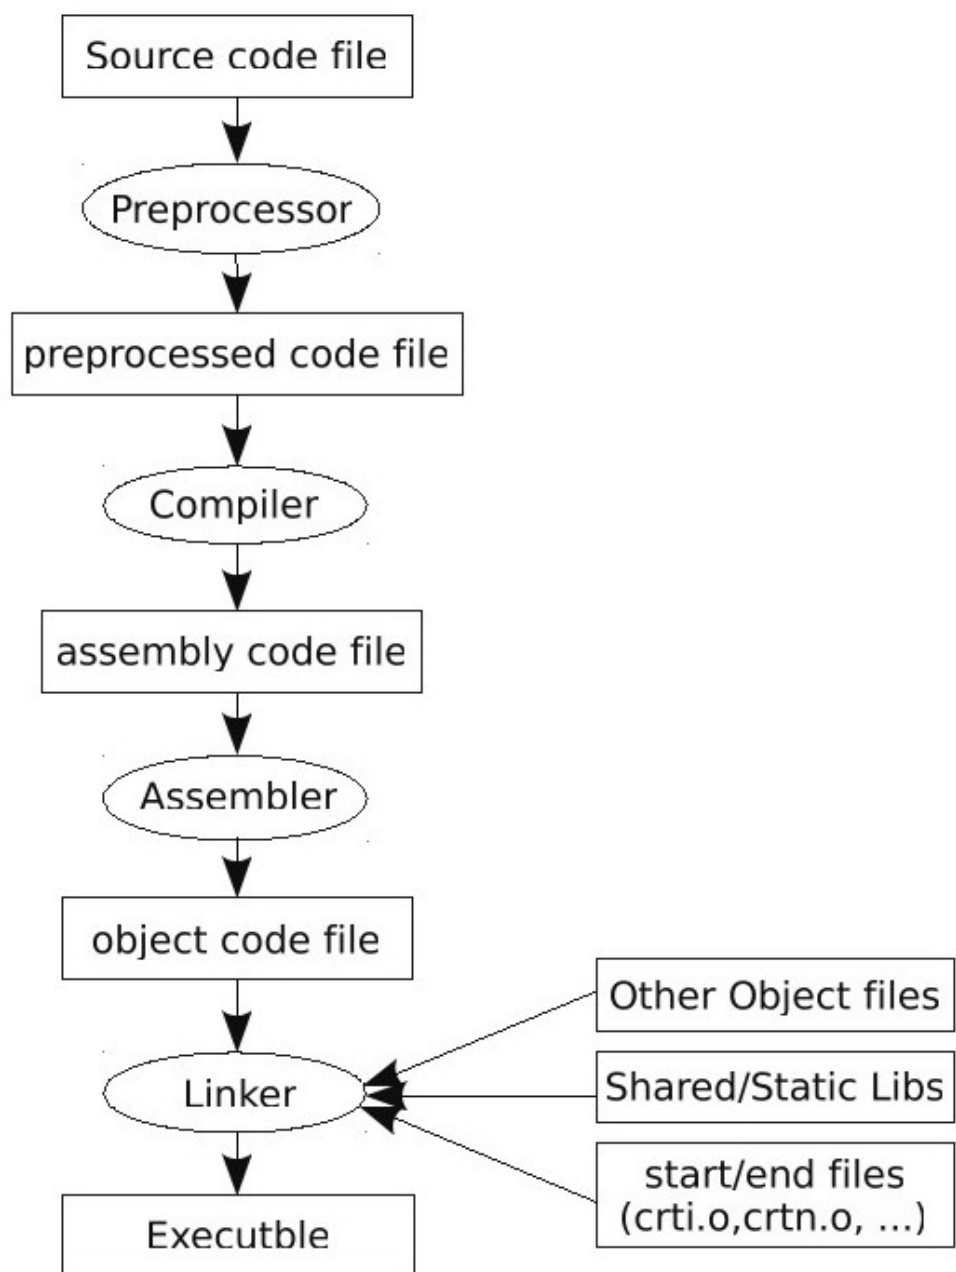 Source code file
Preprocessor
preprocessed code file
Compiler
assembly code file
Assembler
object code file
Other Object files
Linker
Shared/Static Libs
start/end files
(crti.o,crtn.o, ...)
Executble